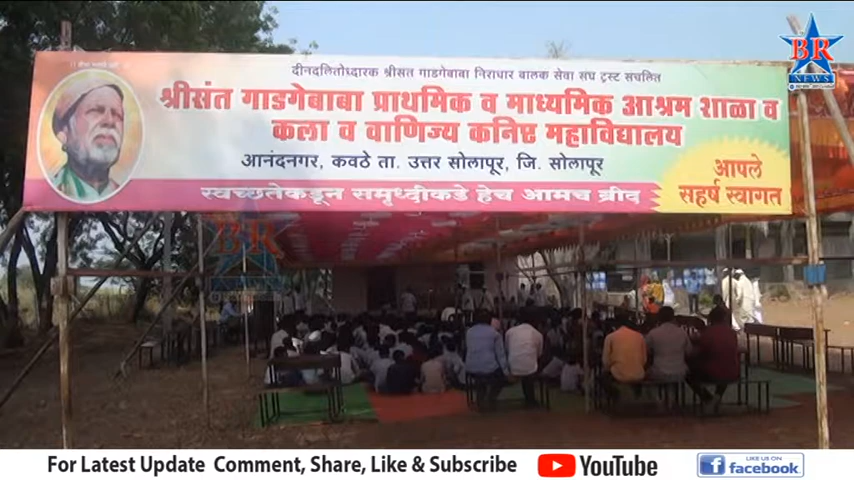 BR
NEWS
दीनदलितोध्दारक श्रीसंत गाडगेबाबा निराधार बालक सेवा संघ ट्रस्ट संचलित
श्रीसंत गाडगेबाबा प्राथमिक व माध्यमिक आश्रम शाळा व
कला व वाणिज्य कनिष्ठ महाविद्यालय
आनंदनगर, कवठे ता. उत्तर सोलापूर, जि. सोलापूर
स्वच्छतेकडून समृध्दीकडे हेच आमचं ब्रीद
आपले
सहर्ष स्वागत
BR
For Latest Update Comment, Share, Like & Subscribe
YouTube
LIKE US ON
facebook